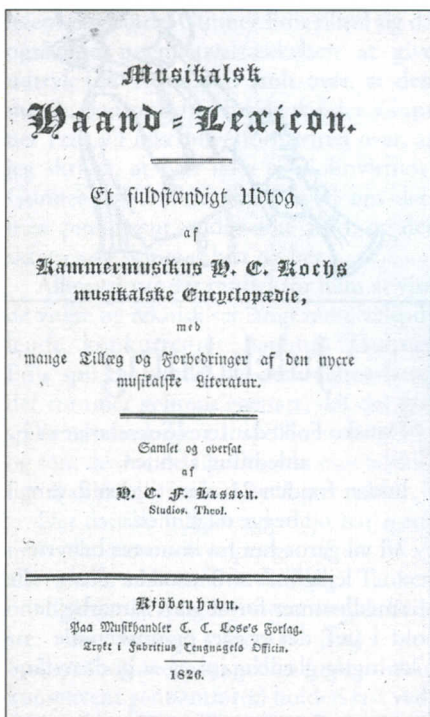 Musikalsk
Haand-Lexicon.
Et fuldstændigt Udtog
af
Kammermusikus H. C. Kochs
musikalske Encyclopædie,
med
mange Tillæg og Forbedringer af den nyere
musikalske Literatur.
Samlet og oversat
af
H. C. F. Lassen.
Studios. Theol.
Kiöbenhavn.
Paa Musikhandler C. C. Lose's Forlag.
Trykt i Fabritius Tengnagels Officin.
1826.